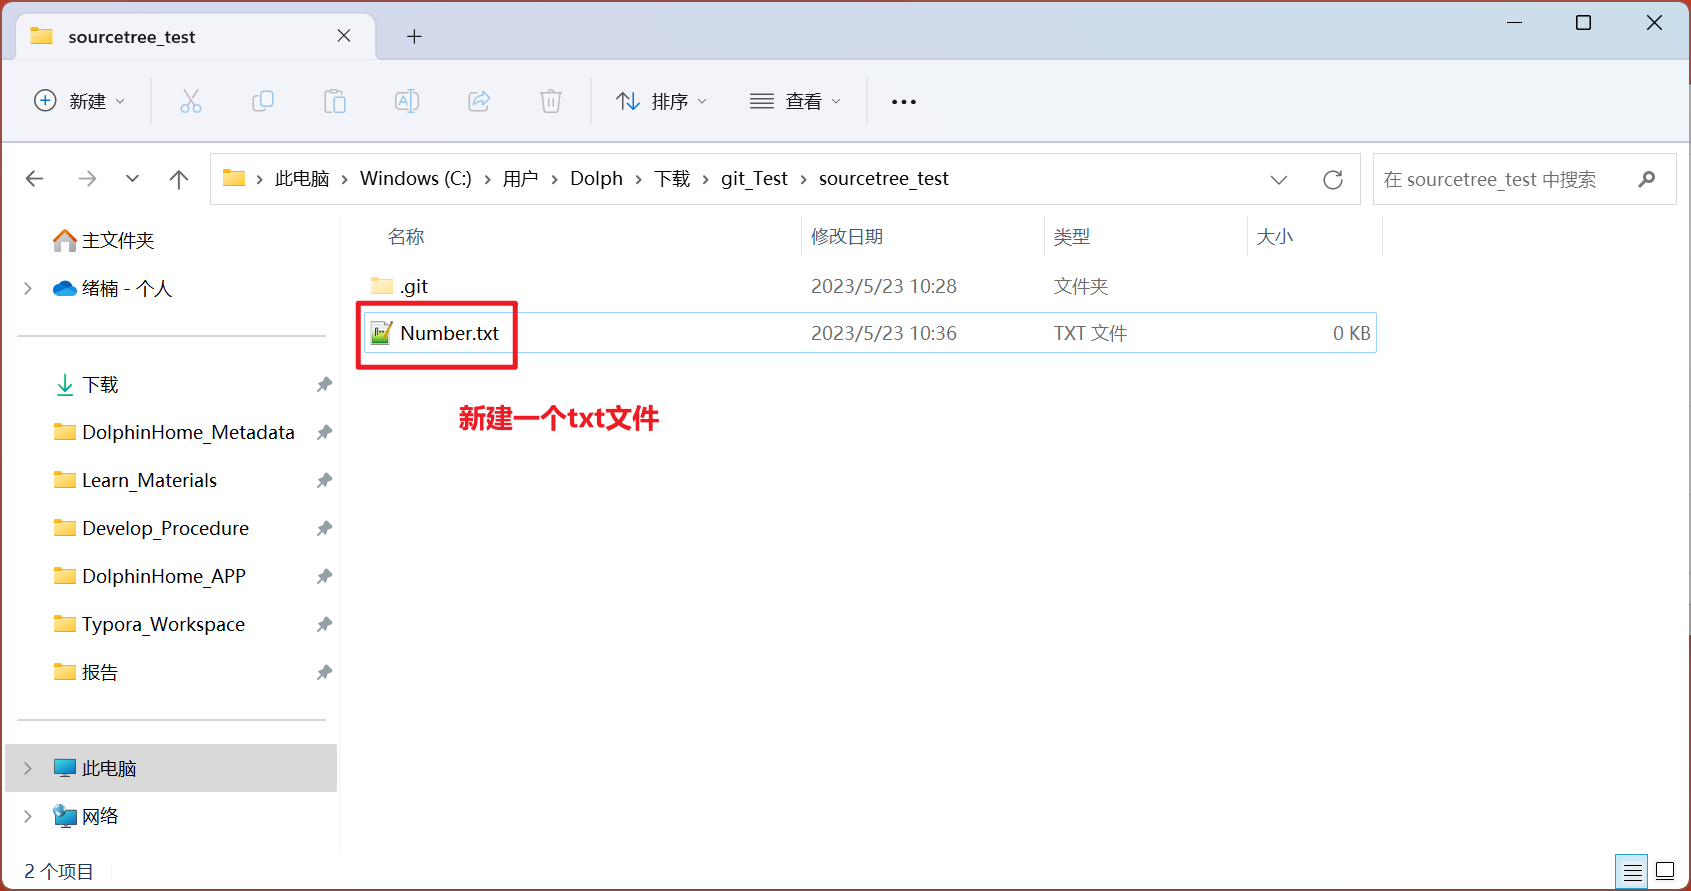 sourcetree_test
新建
排序
查看
此电脑 › Windows (C:) › 用户 › Dolph › 下载 › git_Test › sourcetree_test
在 sourcetree_test 中搜索
主文件夹
绪楠 - 个人
下载
DolphinHome_Metadata
Learn_Materials
Develop_Procedure
DolphinHome_APP
Typora_Workspace
报告
此电脑
网络
名称 修改日期 类型 大小
.git 2023/5/23 10:28 文件夹
Number.txt 2023/5/23 10:36 TXT 文件 0 KB
新建一个txt文件
2 个项目